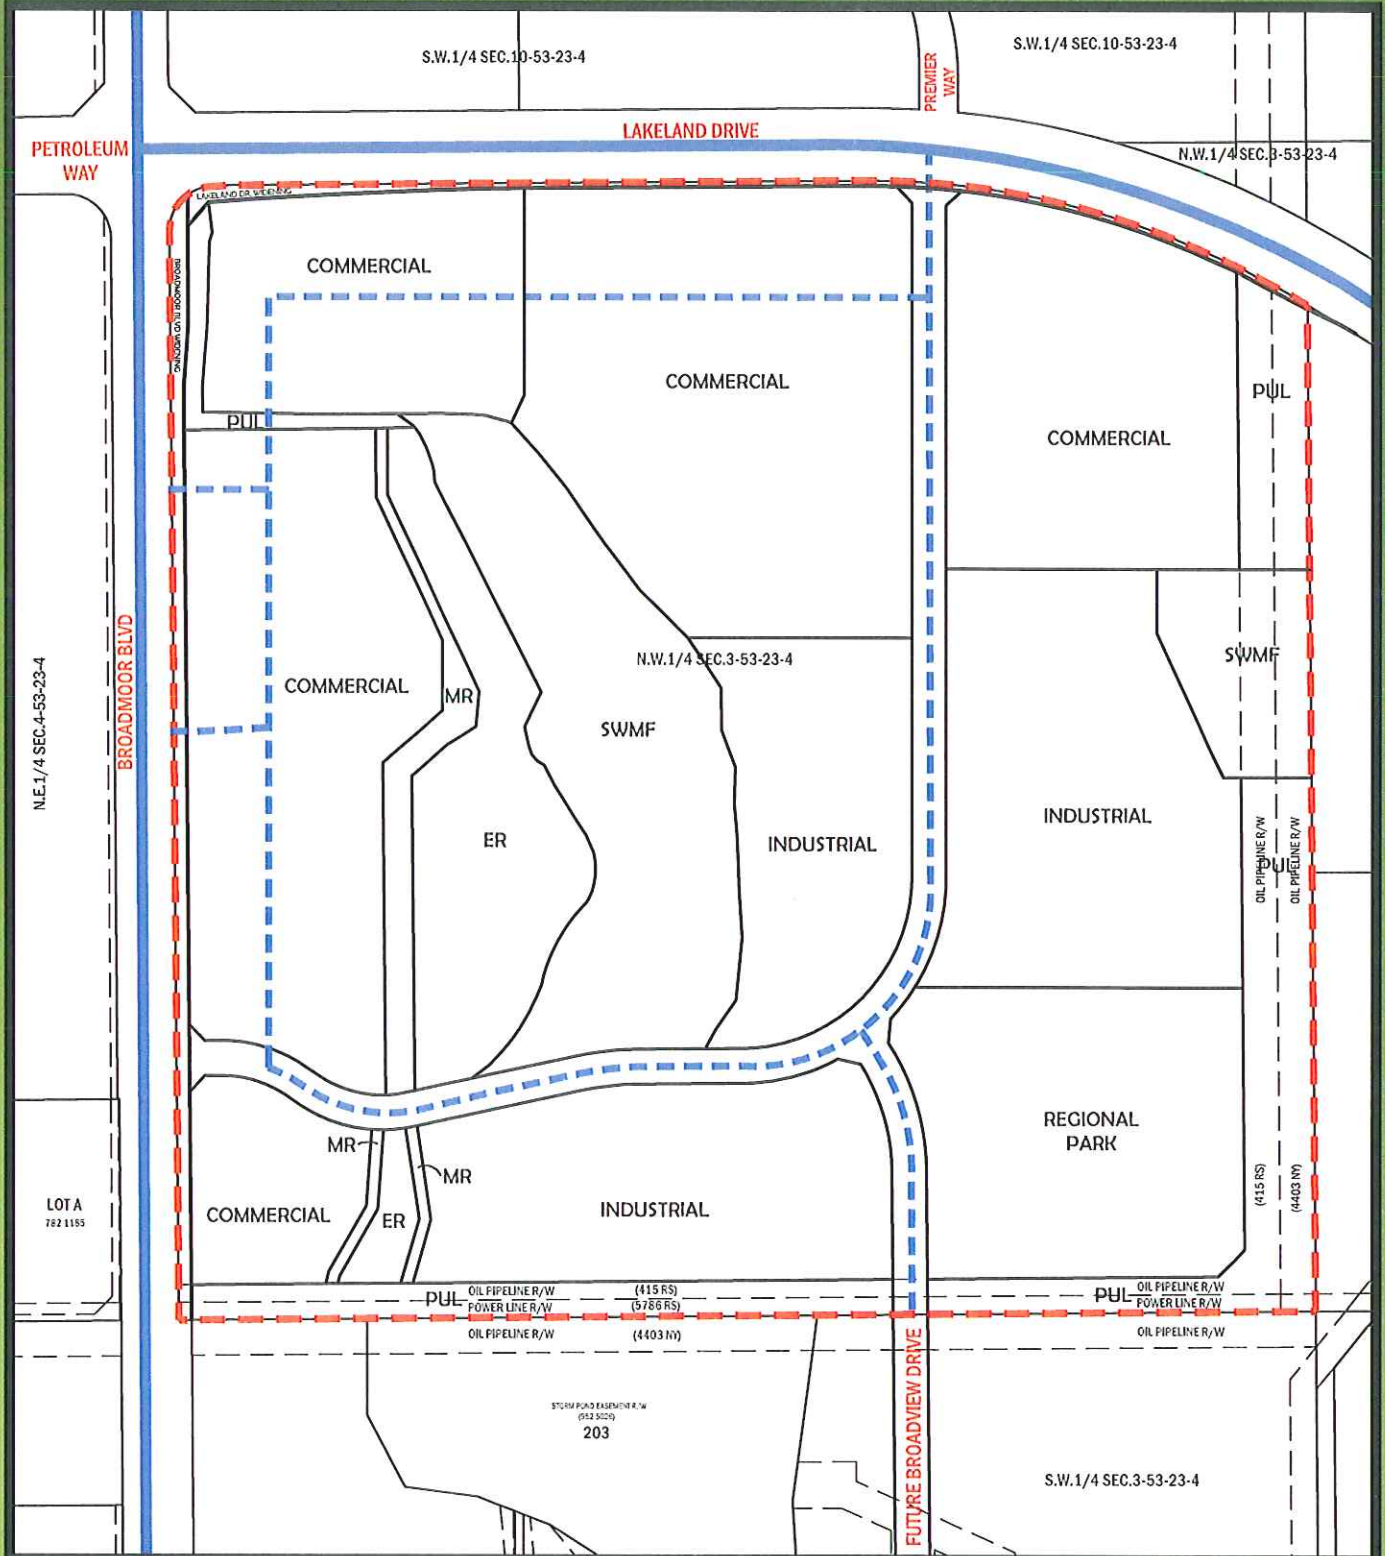 S.W.1/4 SEC.10-53-23-4
S.W.1/4 SEC.10-53-23-4
PREMIER
WAY
LAKELAND DRIVE
PETROLEUM
WAY
N.W.1/4 SEC.3-53-23-4
LAKELAND DR. WIDENING
BROADMOOR BLVD WIDENING
COMMERCIAL
COMMERCIAL
PUL
COMMERCIAL
PUL
N.W.1/4 SEC.3-53-23-4
SWMF
N.E.1/4 SEC.4-53-23-4
BROADMOOR BLVD
COMMERCIAL
MR
SWMF
ER
INDUSTRIAL
INDUSTRIAL
OIL PIPELINE R/W
PUL
OIL PIPELINE R/W
REGIONAL
PARK
MR
MR
(415 RS)
(4403 NY)
LOT A
782 1155
COMMERCIAL
ER
INDUSTRIAL
PUL
OIL PIPELINE R/W
(415 RS)
POWER LINE R/W
(5786 RS)
PUL
OIL PIPELINE R/W
POWER LINE R/W
OIL PIPELINE R/W
(4403 NY)
OIL PIPELINE R/W
FUTURE BROADVIEW DRIVE
STORM POND EASEMENT R/W
203
S.W.1/4 SEC.3-53-23-4